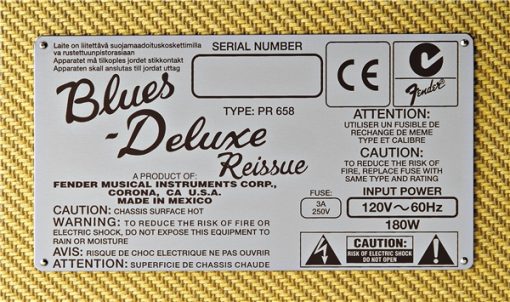 Laite on liitettävä suojamaadoituskoskettimilla
va rustettuunpistorasiaan
Apparatet må tilkoples jordet stikkontakt
Apparaten skall anslutas till jordat uttag
SERIAL NUMBER
CE
N
Fender
Blues
-Deluxe
Reissue
TYPE: PR 658
A PRODUCT OF:
FENDER MUSICAL INSTRUMENTS CORP.,
CORONA, CA U.S.A.
MADE IN MEXICO
CAUTION: CHASSIS SURFACE HOT
WARNING: TO REDUCE THE RISK OF FIRE OR
ELECTRIC SHOCK, DO NOT EXPOSE THIS EQUIPMENT TO
RAIN OR MOISTURE
AVIS: RISQUE DE CHOC ELECTRIQUE NE PAS OUVRIR
ATTENTION: SUPERFICIE DE CHASSIS CHAUDE
ATTENTION:
UTILISER UN FUSIBLE DE
RECHANGE DE MEME
TYPE ET CALIBRE
CAUTION:
TO REDUCE THE RISK OF
FIRE, REPLACE FUSE WITH
SAME TYPE AND RATING
FUSE:
3A
250V
INPUT POWER
120V～60Hz
180W
CAUTION:
RISK OF ELECTRIC SHOCK
DO NOT OPEN